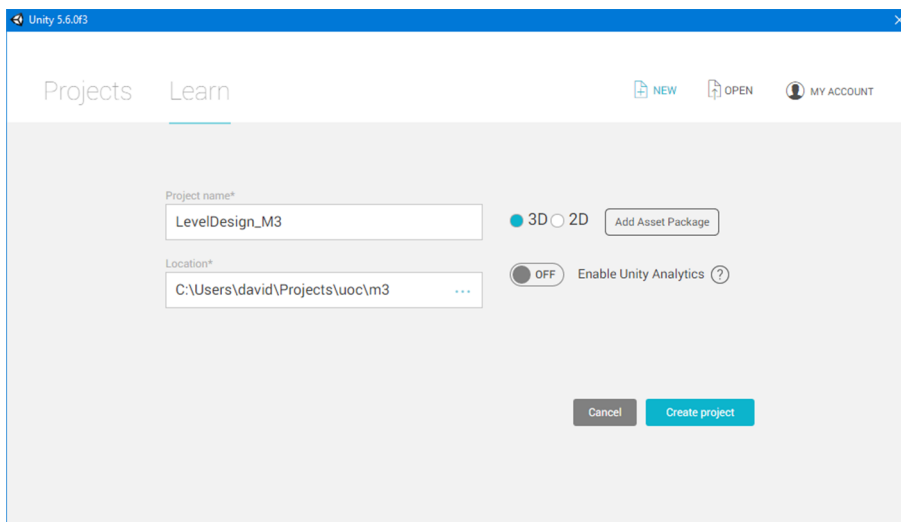 Unity 5.6.0f3
Projects Learn NEW OPEN MY ACCOUNT
Project name*
LevelDesign_M3
3D 2D Add Asset Package
Location*
C:\Users\david\Projects\uoc\m3 ...
OFF Enable Unity Analytics ?
Cancel Create project